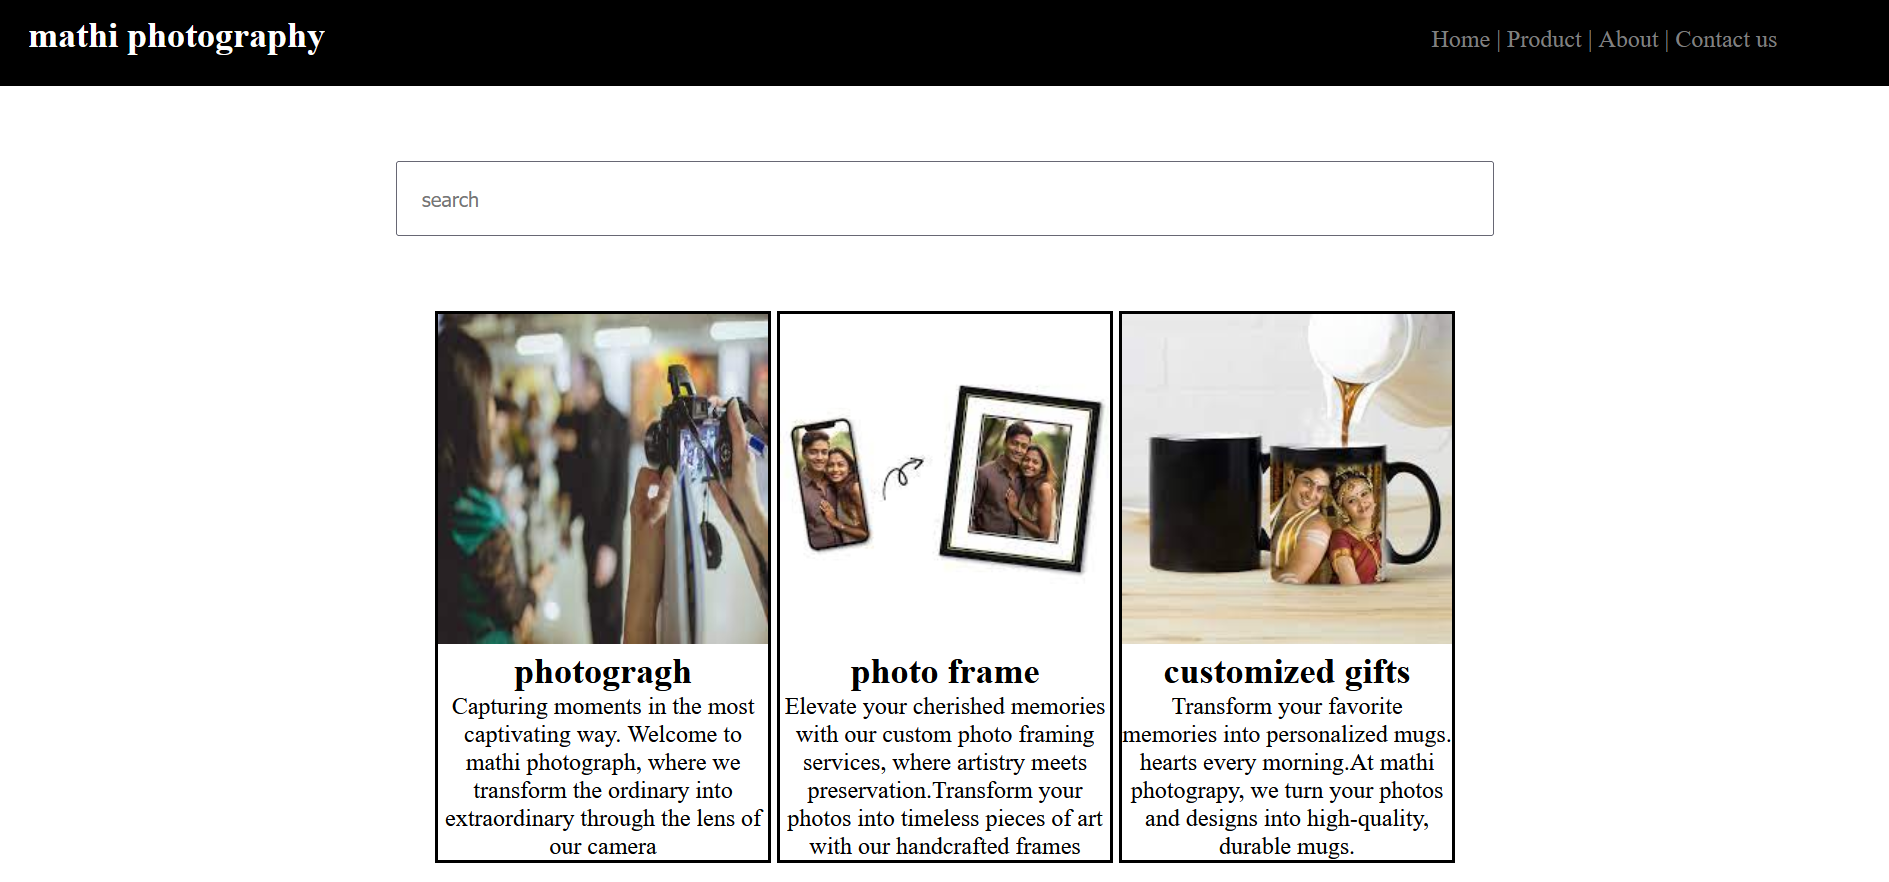 mathi photography
Home | Product | About | Contact us
search
photogragh
Capturing moments in the most
captivating way. Welcome to
mathi photograph, where we
transform the ordinary into
extraordinary through the lens of
our camera
photo frame
Elevate your cherished memories
with our custom photo framing
services, where artistry meets
preservation.Transform your
photos into timeless pieces of art
with our handcrafted frames
customized gifts
Transform your favorite
memories into personalized mugs.
hearts every morning.At mathi
photograpy, we turn your photos
and designs into high-quality,
durable mugs.